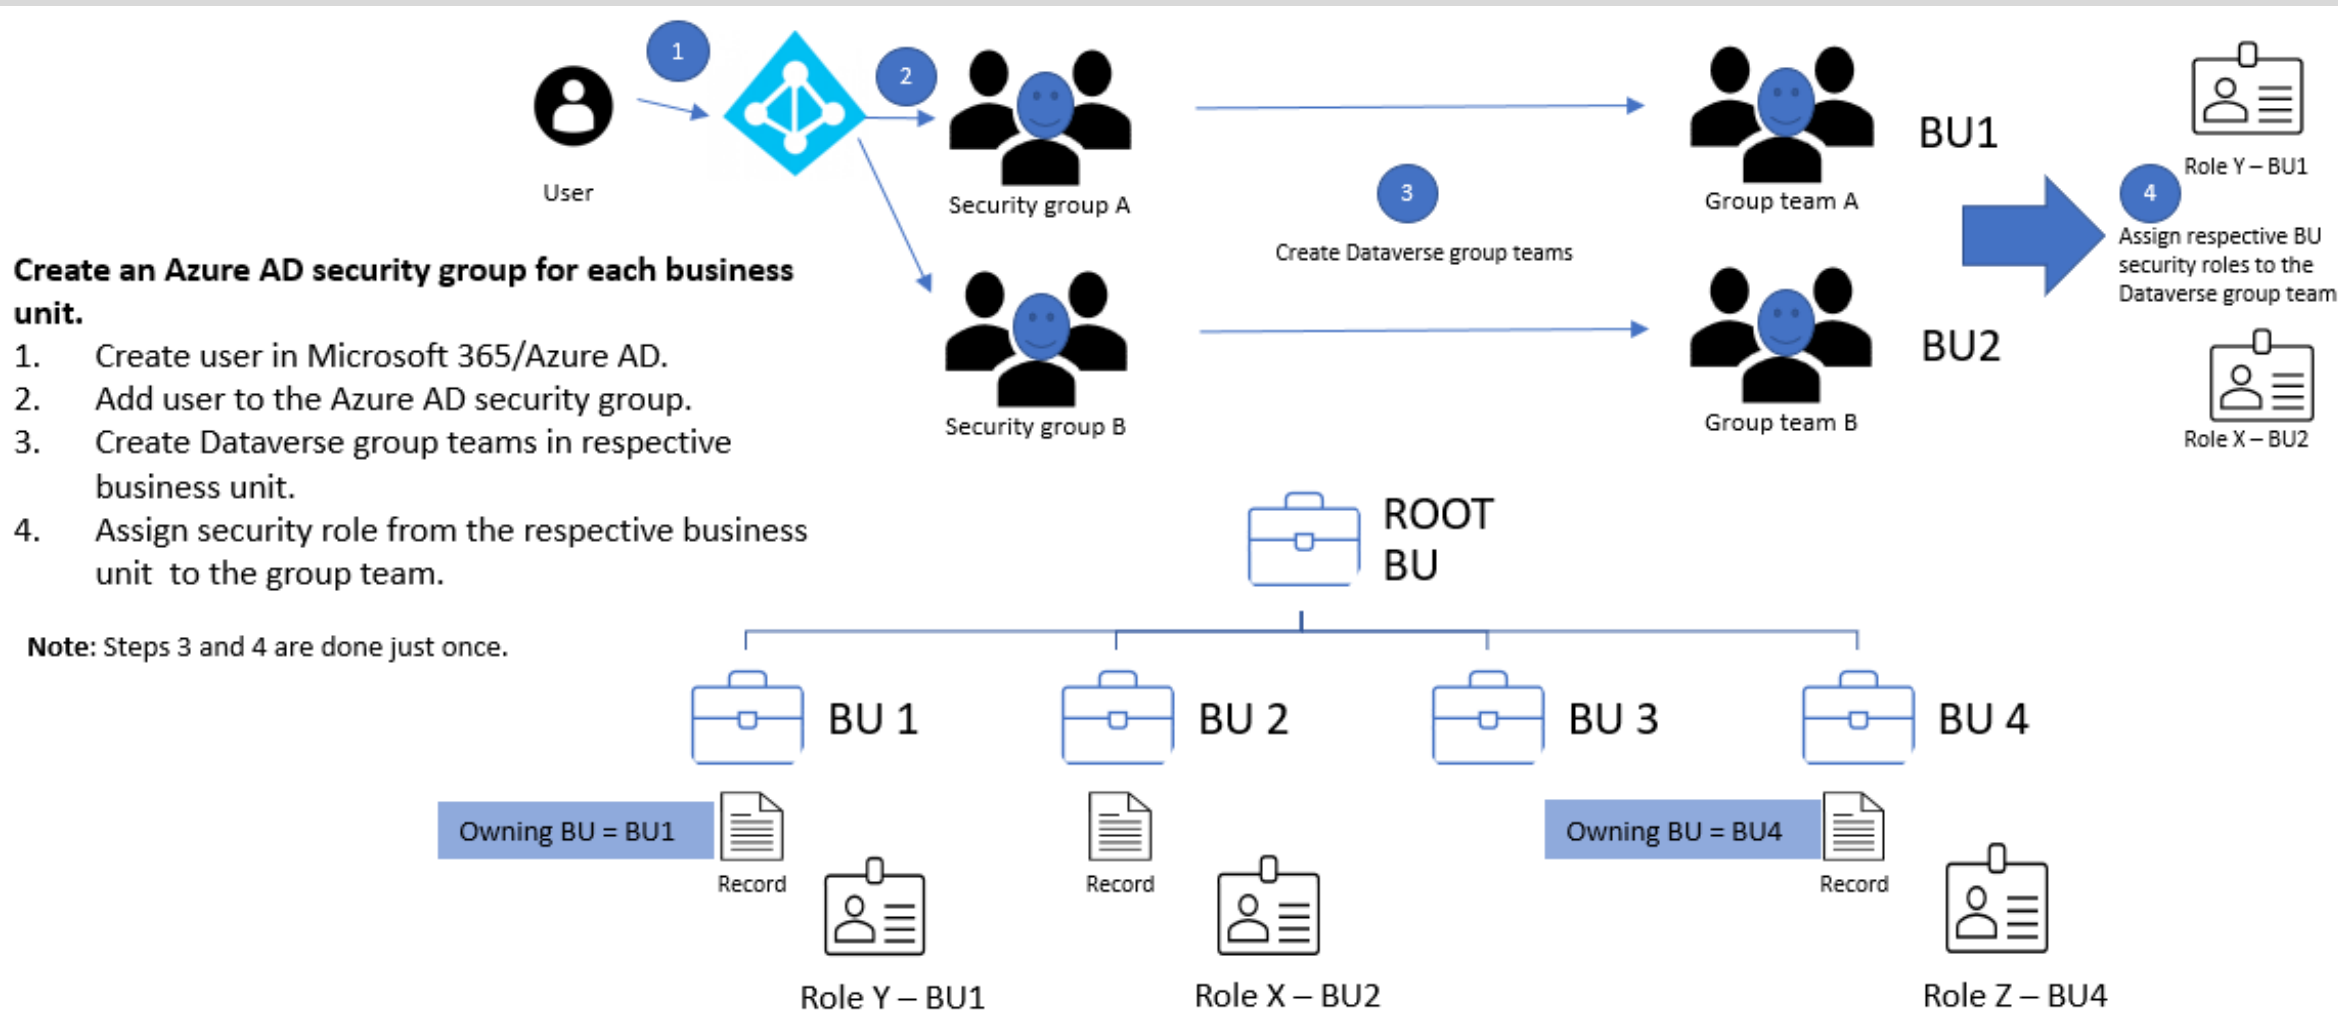 1
2
User
Security group A
Group team A
BU1
Role Y – BU1
3
Create Dataverse group teams
4
Assign respective BU
security roles to the
Dataverse group team
Security group B
Group team B
BU2
Role X – BU2
Create an Azure AD security group for each business
unit.
1. Create user in Microsoft 365/Azure AD.
2. Add user to the Azure AD security group.
3. Create Dataverse group teams in respective
business unit.
4. Assign security role from the respective business
unit to the group team.
Note: Steps 3 and 4 are done just once.
ROOT
BU
BU 1
BU 2
BU 3
BU 4
Owning BU = BU1
Record
Record
Owning BU = BU4
Record
Role Y – BU1
Role X – BU2
Role Z – BU4